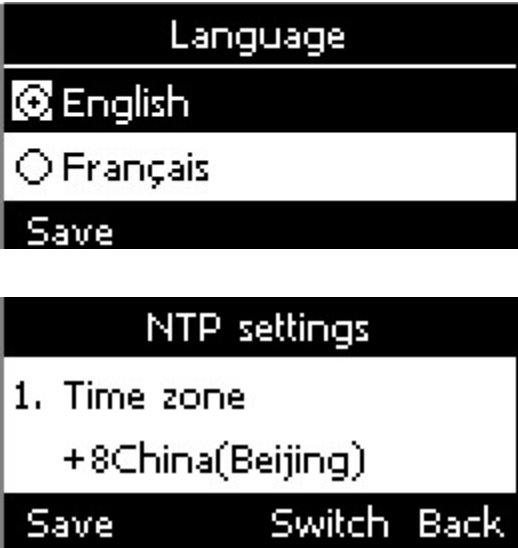 Language
English
Français
Save
NTP settings
1. Time zone
+8China(Beijing)
Save Switch Back